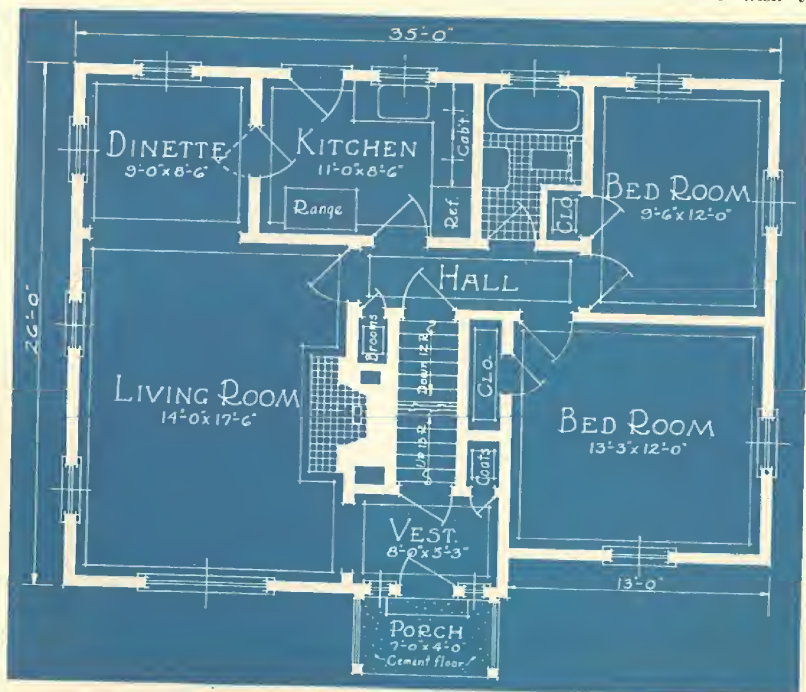 35'-0"
26'-0"
DINETTE
9'-0"x8'-6"
KITCHEN
11'-0"x8'-6"
Range
Cab't
Ref.
CLO.
BED ROOM
9'-6"x12'-0"
HALL
Brooms
Down 12 R
Up 13 R
CLO.
Coats
LIVING ROOM
14'-0"x17'-6"
BED ROOM
13'-3"x12'-0"
VEST.
8'-0"x5'-3"
13'-0"
PORCH
7'-0"x4'-0"
Cement floor